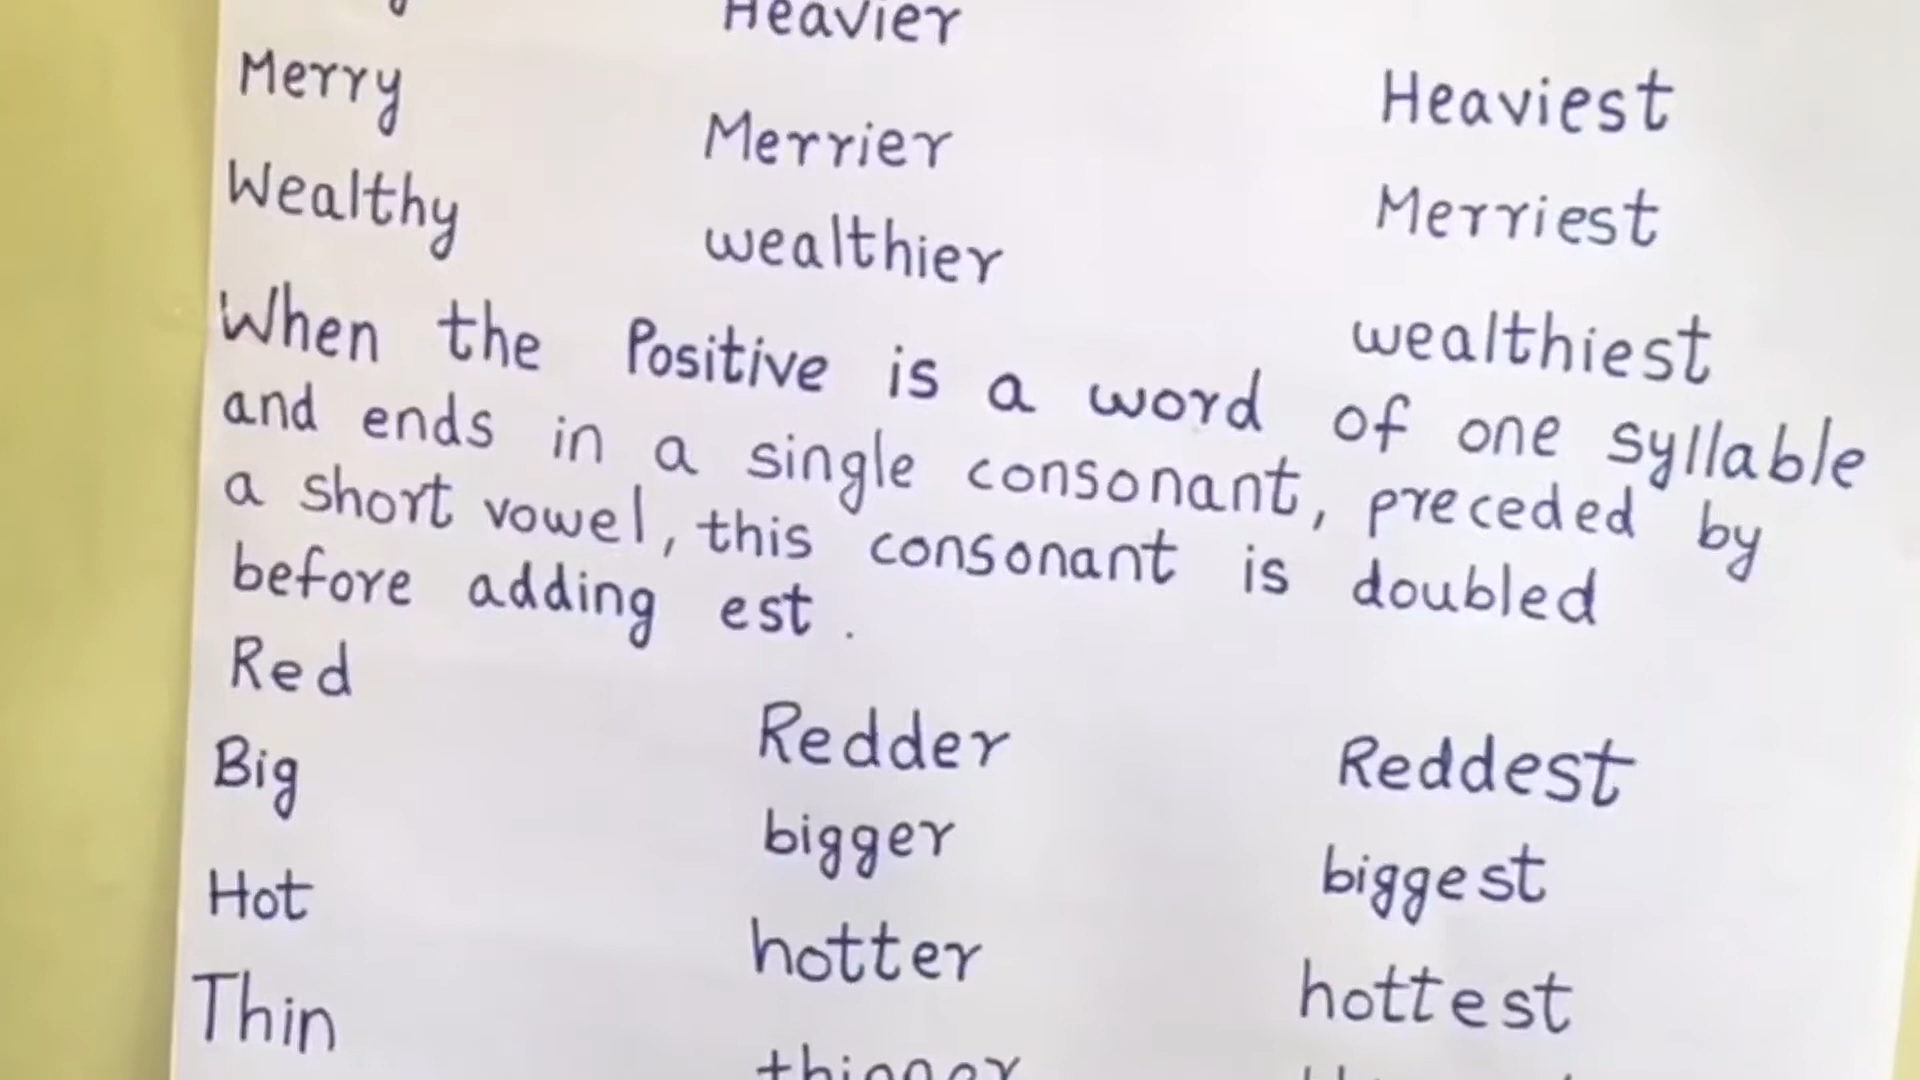 Heavier Heaviest
Merry Merrier Merriest
Wealthy wealthier wealthiest
When the Positive is a word of one syllable
and ends in a single consonant, preceded by
a short vowel, this consonant is doubled
before adding est.
Red Redder Reddest
Big bigger biggest
Hot hotter hottest
Thin thinner